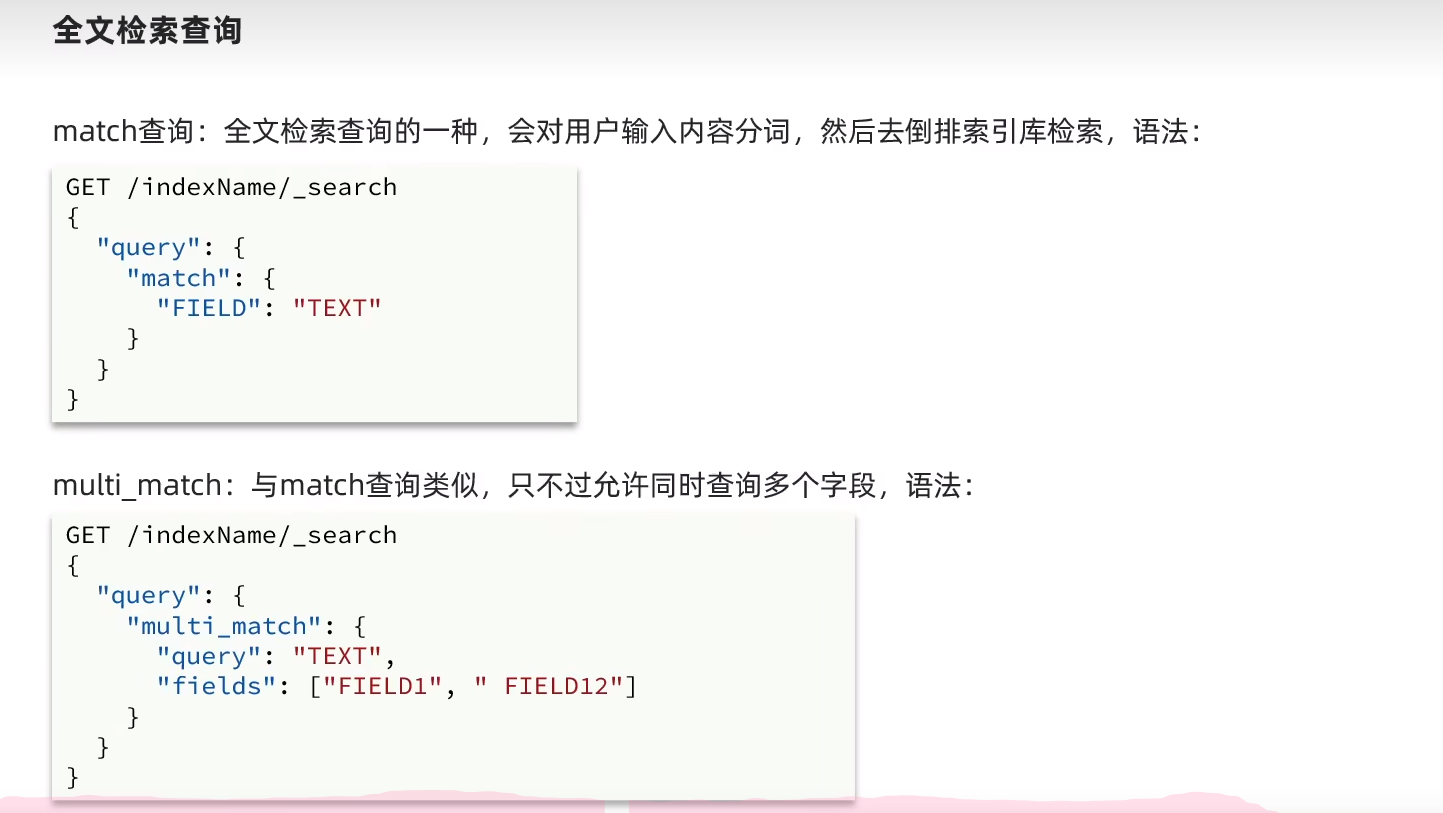 全文检索查询
match查询：全文检索查询的一种，会对用户输入内容分词，然后去倒排索引库检索，语法：
GET /indexName/_search
{
  "query": {
    "match": {
      "FIELD": "TEXT"
    }
  }
}
multi_match：与match查询类似，只不过允许同时查询多个字段，语法：
GET /indexName/_search
{
  "query": {
    "multi_match": {
      "query": "TEXT",
      "fields": ["FIELD1", " FIELD12"]
    }
  }
}